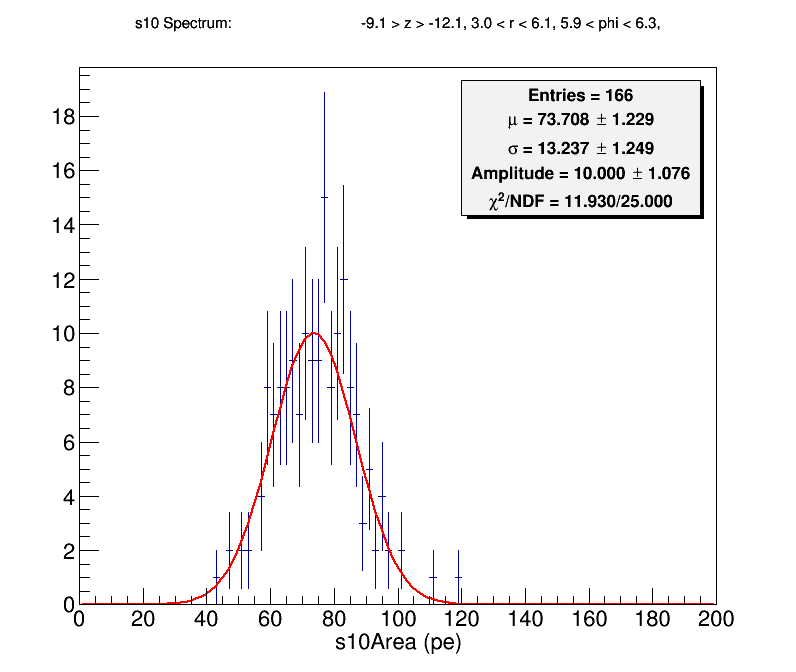 s10 Spectrum: -9.1 > z > -12.1, 3.0 < r < 6.1, 5.9 < phi < 6.3,
Entries = 166
μ = 73.708 ± 1.229
σ = 13.237 ± 1.249
Amplitude = 10.000 ± 1.076
χ²/NDF = 11.930/25.000
18
16
14
12
10
8
6
4
2
0
0 20 40 60 80 100 120 140 160 180 200
s10Area (pe)